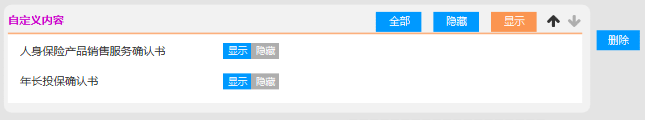 自定义内容 全部 隐藏 显示
删除
人身保险产品销售服务确认书 显示 隐藏
年长投保确认书 显示 隐藏